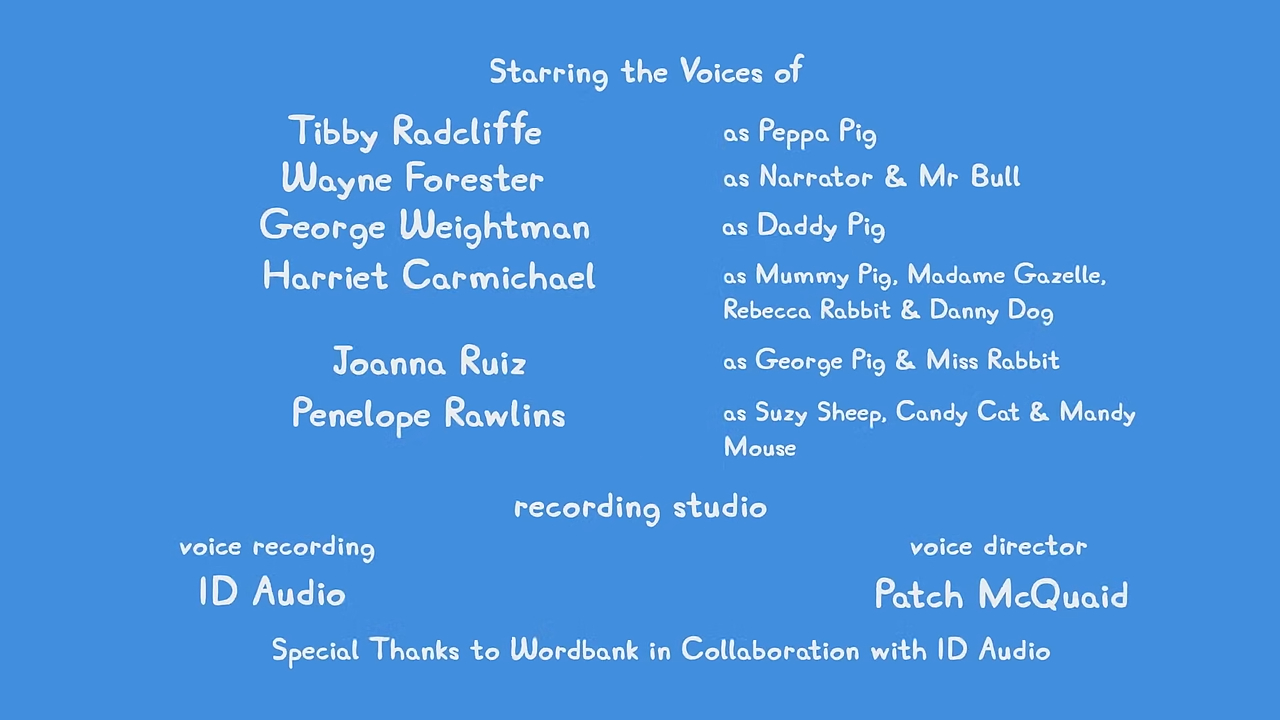 Starring the Voices of
Tibby Radcliffe as Peppa Pig
Wayne Forester as Narrator & Mr Bull
George Weightman as Daddy Pig
Harriet Carmichael as Mummy Pig, Madame Gazelle,
Rebecca Rabbit & Danny Dog
Joanna Ruiz as George Pig & Miss Rabbit
Penelope Rawlins as Suzy Sheep, Candy Cat & Mandy
Mouse
recording studio
voice recording voice director
ID Audio Patch McQuaid
Special Thanks to Wordbank in Collaboration with ID Audio